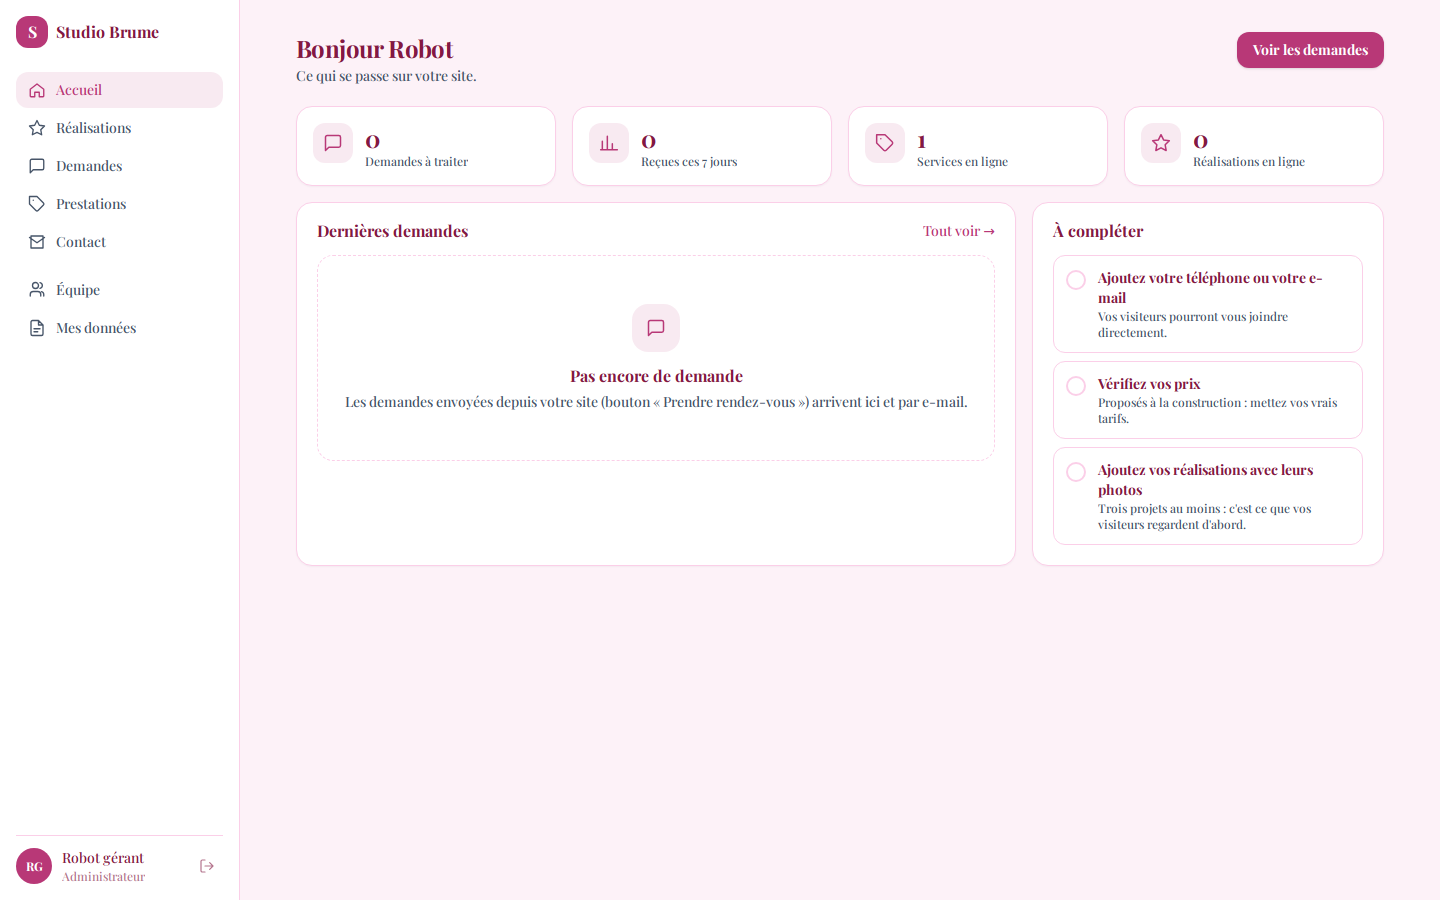 S Studio Brume
Accueil
Réalisations
Demandes
Prestations
Contact
Équipe
Mes données
RG
Robot gérant
Administrateur
Bonjour Robot
Ce qui se passe sur votre site.
Voir les demandes
0
Demandes à traiter
0
Reçues ces 7 jours
1
Services en ligne
0
Réalisations en ligne
Dernières demandes
Tout voir →
Pas encore de demande
Les demandes envoyées depuis votre site (bouton « Prendre rendez-vous ») arrivent ici et par e-mail.
À compléter
Ajoutez votre téléphone ou votre e-
mail
Vos visiteurs pourront vous joindre
directement.
Vérifiez vos prix
Proposés à la construction : mettez vos vrais
tarifs.
Ajoutez vos réalisations avec leurs
photos
Trois projets au moins : c'est ce que vos
visiteurs regardent d'abord.